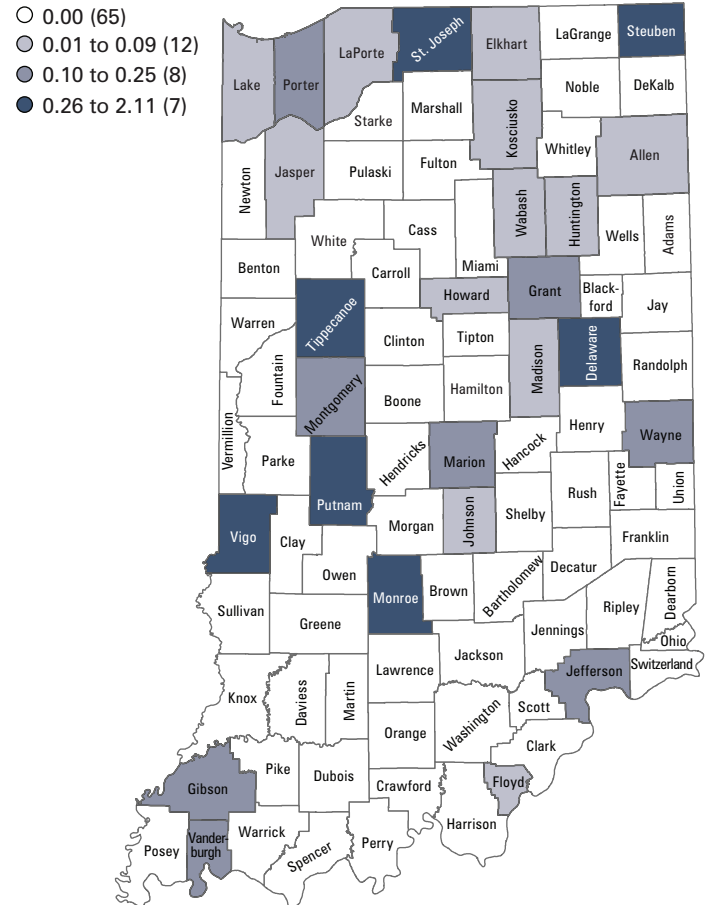 0.00 (65)
0.01 to 0.09 (12)
0.10 to 0.25 (8)
0.26 to 2.11 (7)
Lake
Porter
LaPorte
St. Joseph
Elkhart
LaGrange
Steuben
Noble
DeKalb
Starke
Marshall
Kosciusko
Whitley
Allen
Newton
Jasper
Pulaski
Fulton
Wabash
Huntington
Wells
Adams
White
Cass
Miami
Benton
Carroll
Howard
Grant
Black-
ford
Jay
Warren
Tippecanoe
Clinton
Tipton
Madison
Delaware
Randolph
Fountain
Montgomery
Boone
Hamilton
Henry
Wayne
Vermillion
Parke
Putnam
Hendricks
Marion
Hancock
Rush
Fayette
Union
Vigo
Clay
Morgan
Johnson
Shelby
Franklin
Owen
Monroe
Brown
Bartholomew
Decatur
Dearborn
Sullivan
Greene
Jennings
Ripley
Ohio
Switzerland
Knox
Daviess
Martin
Lawrence
Jackson
Jefferson
Scott
Orange
Washington
Clark
Gibson
Pike
Dubois
Crawford
Floyd
Harrison
Posey
Vander-
burgh
Warrick
Spencer
Perry